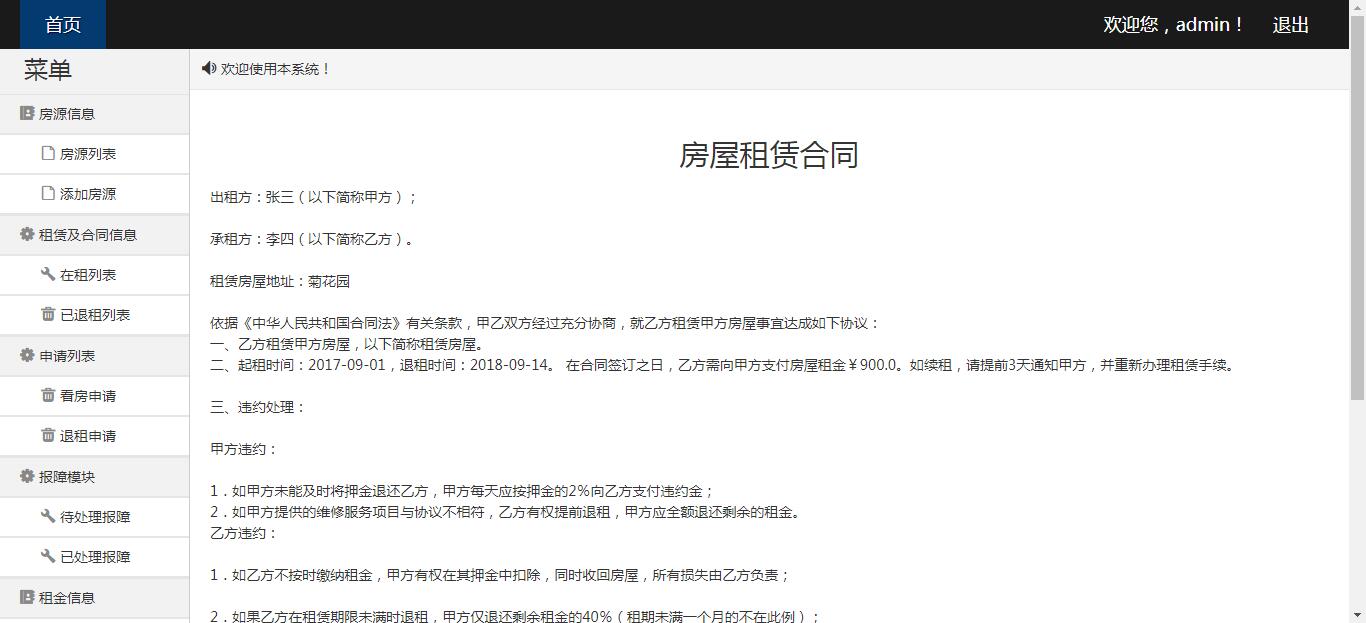 首页
欢迎您，admin！ 退出
菜单
房源信息
房源列表
添加房源
租赁及合同信息
在租列表
已退租列表
申请列表
看房申请
退租申请
报障模块
待处理报障
已处理报障
租金信息
欢迎使用本系统！
房屋租赁合同
出租方：张三（以下简称甲方）；
承租方：李四（以下简称乙方）。
租赁房屋地址：菊花园
依据《中华人民共和国合同法》有关条款，甲乙双方经过充分协商，就乙方租赁甲方房屋事宜达成如下协议：
一、乙方租赁甲方房屋，以下简称租赁房屋。
二、起租时间：2017-09-01，退租时间：2018-09-14。 在合同签订之日，乙方需向甲方支付房屋租金￥900.0。如续租，请提前3天通知甲方，并重新办理租赁手续。
三、违约处理：
甲方违约：
1．如甲方未能及时将押金退还乙方，甲方每天应按押金的2％向乙方支付违约金；
2．如甲方提供的维修服务项目与协议不相符，乙方有权提前退租，甲方应全额退还剩余的租金。
乙方违约：
1．如乙方不按时缴纳租金，甲方有权在其押金中扣除，同时收回房屋，所有损失由乙方负责；
2．如果乙方在租赁期限未满时退租，甲方仅退还剩余租金的40%（租期未满一个月的不在此例）；